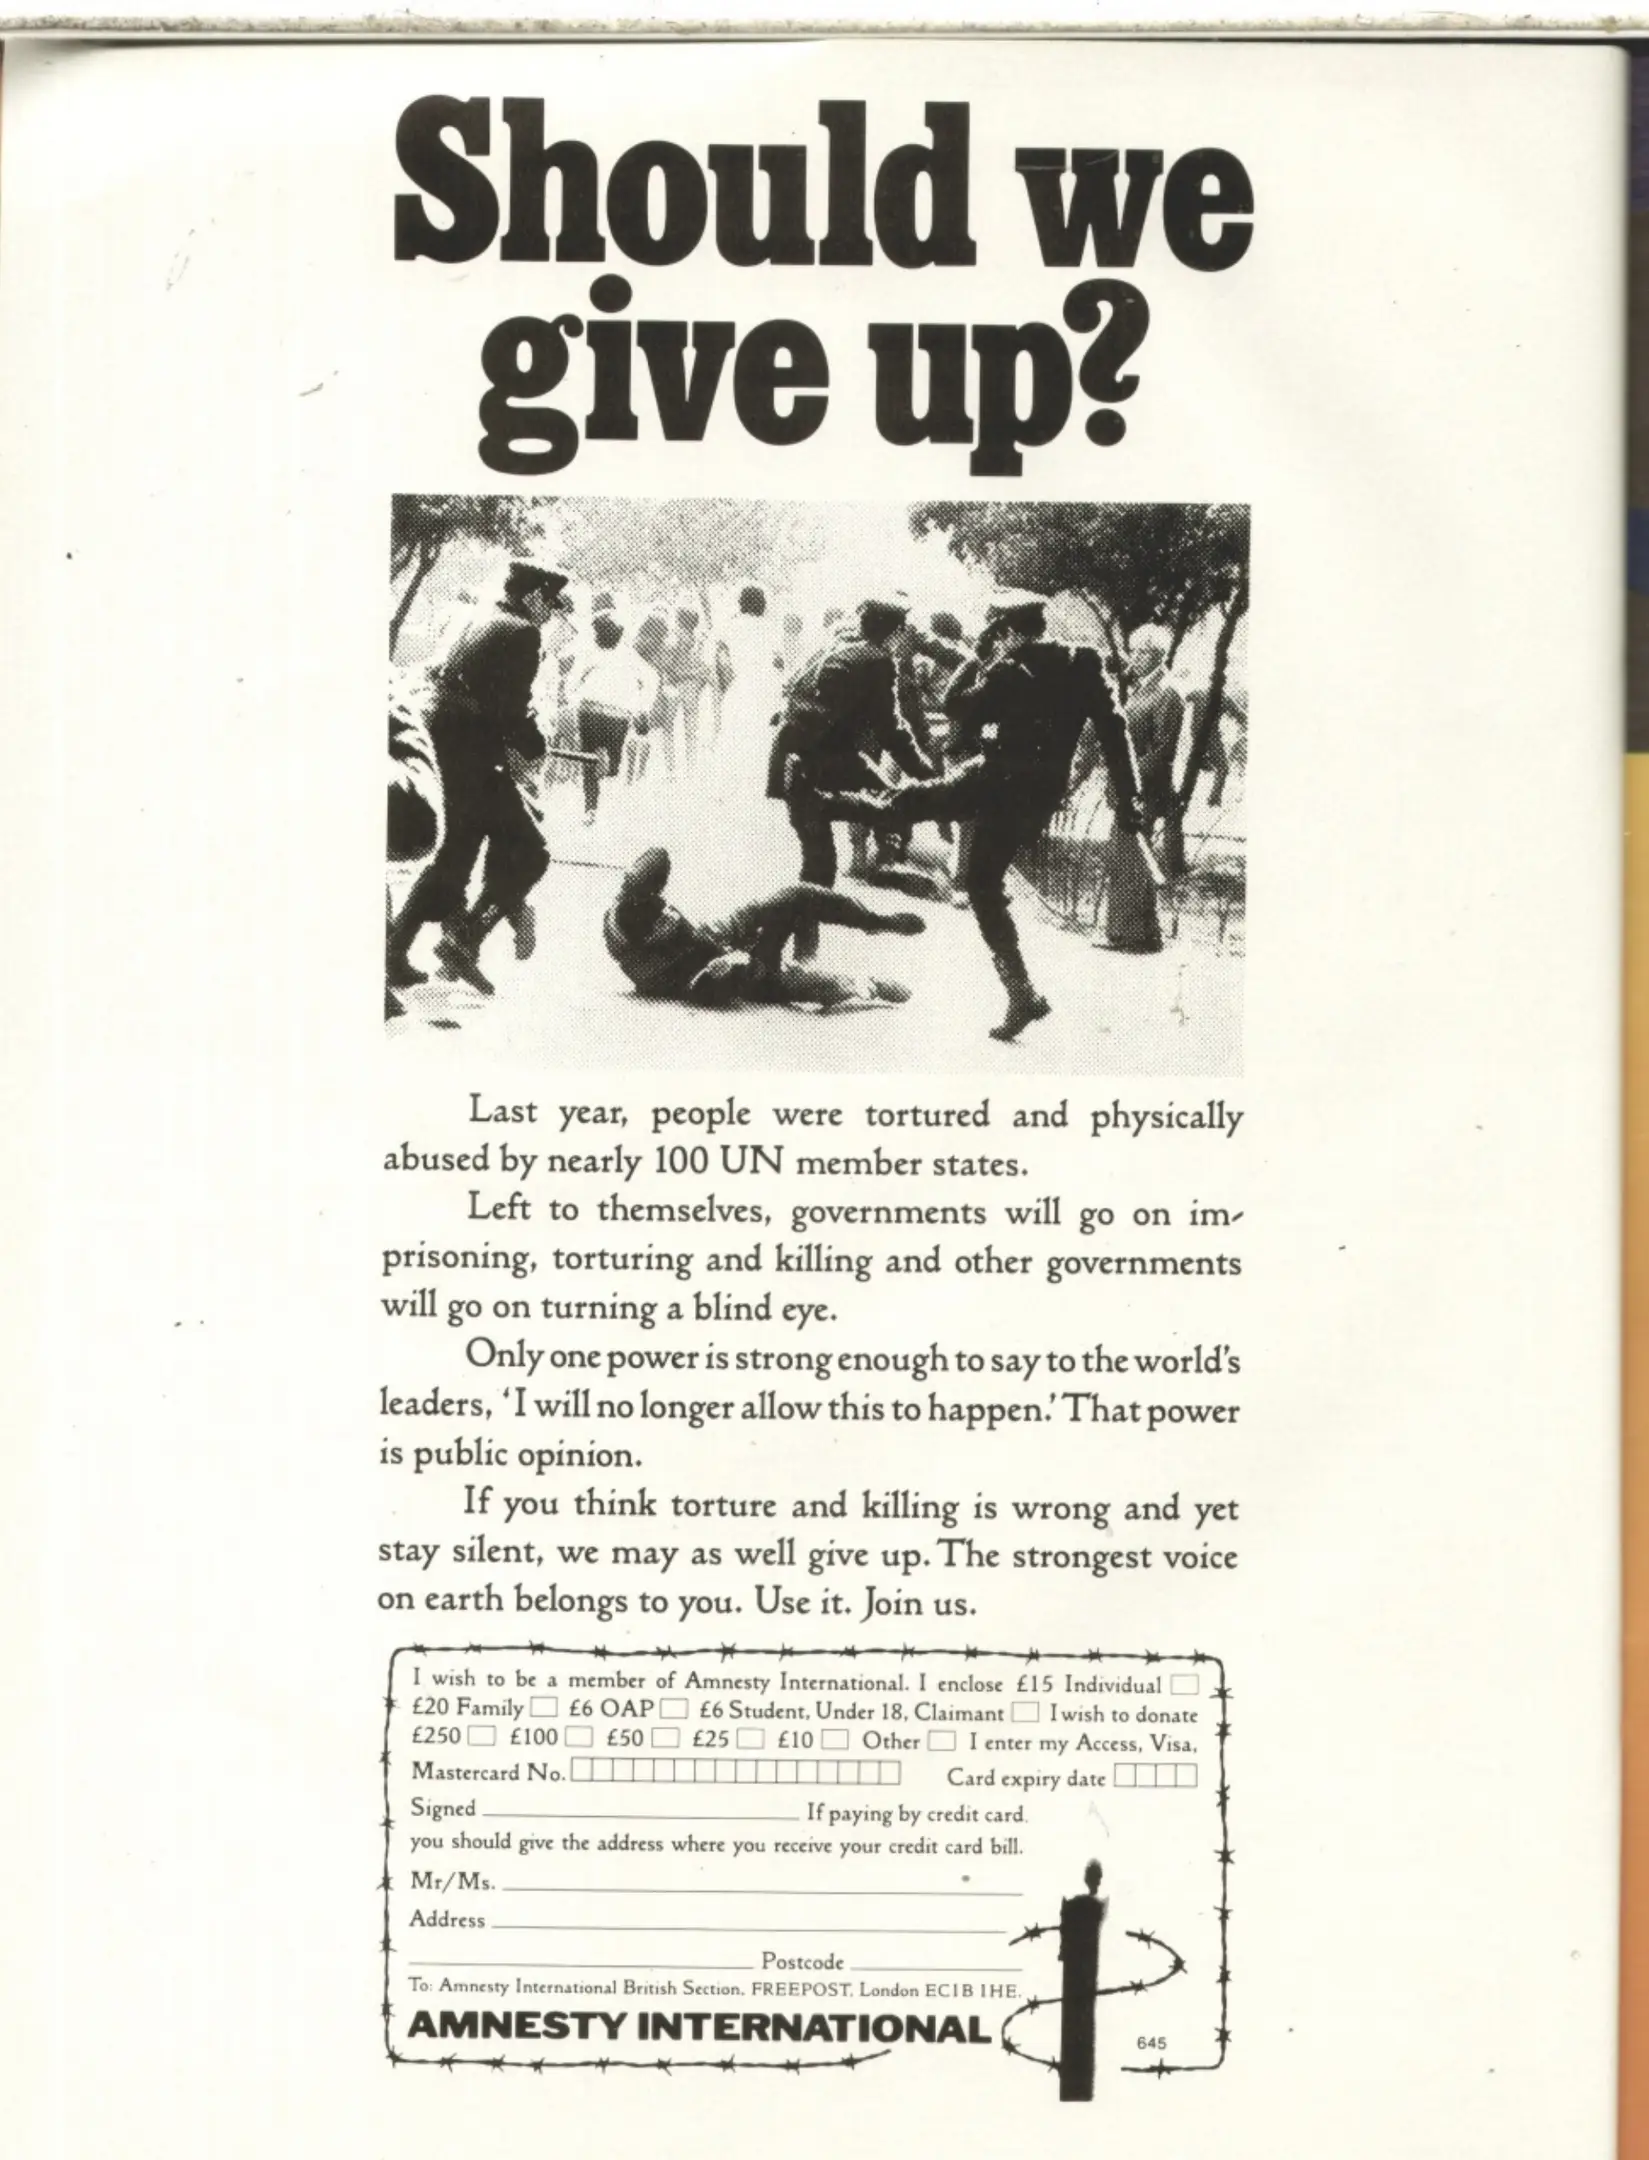 Should we
give up?
Last year, people were tortured and physically
abused by nearly 100 UN member states.
Left to themselves, governments will go on im-
prisoning, torturing and killing and other governments
will go on turning a blind eye.
Only one power is strong enough to say to the world's
leaders, 'I will no longer allow this to happen.' That power
is public opinion.
If you think torture and killing is wrong and yet
stay silent, we may as well give up. The strongest voice
on earth belongs to you. Use it. Join us.
I wish to be a member of Amnesty International. I enclose £15 Individual
£20 Family £6 OAP £6 Student, Under 18, Claimant I wish to donate
£250 £100 £50 £25 £10 Other I enter my Access, Visa,
Mastercard No. Card expiry date
Signed If paying by credit card.
you should give the address where you receive your credit card bill.
Mr/Ms.
Address
Postcode
To: Amnesty International British Section, FREEPOST, London EC1B 1HE.
AMNESTY INTERNATIONAL
645